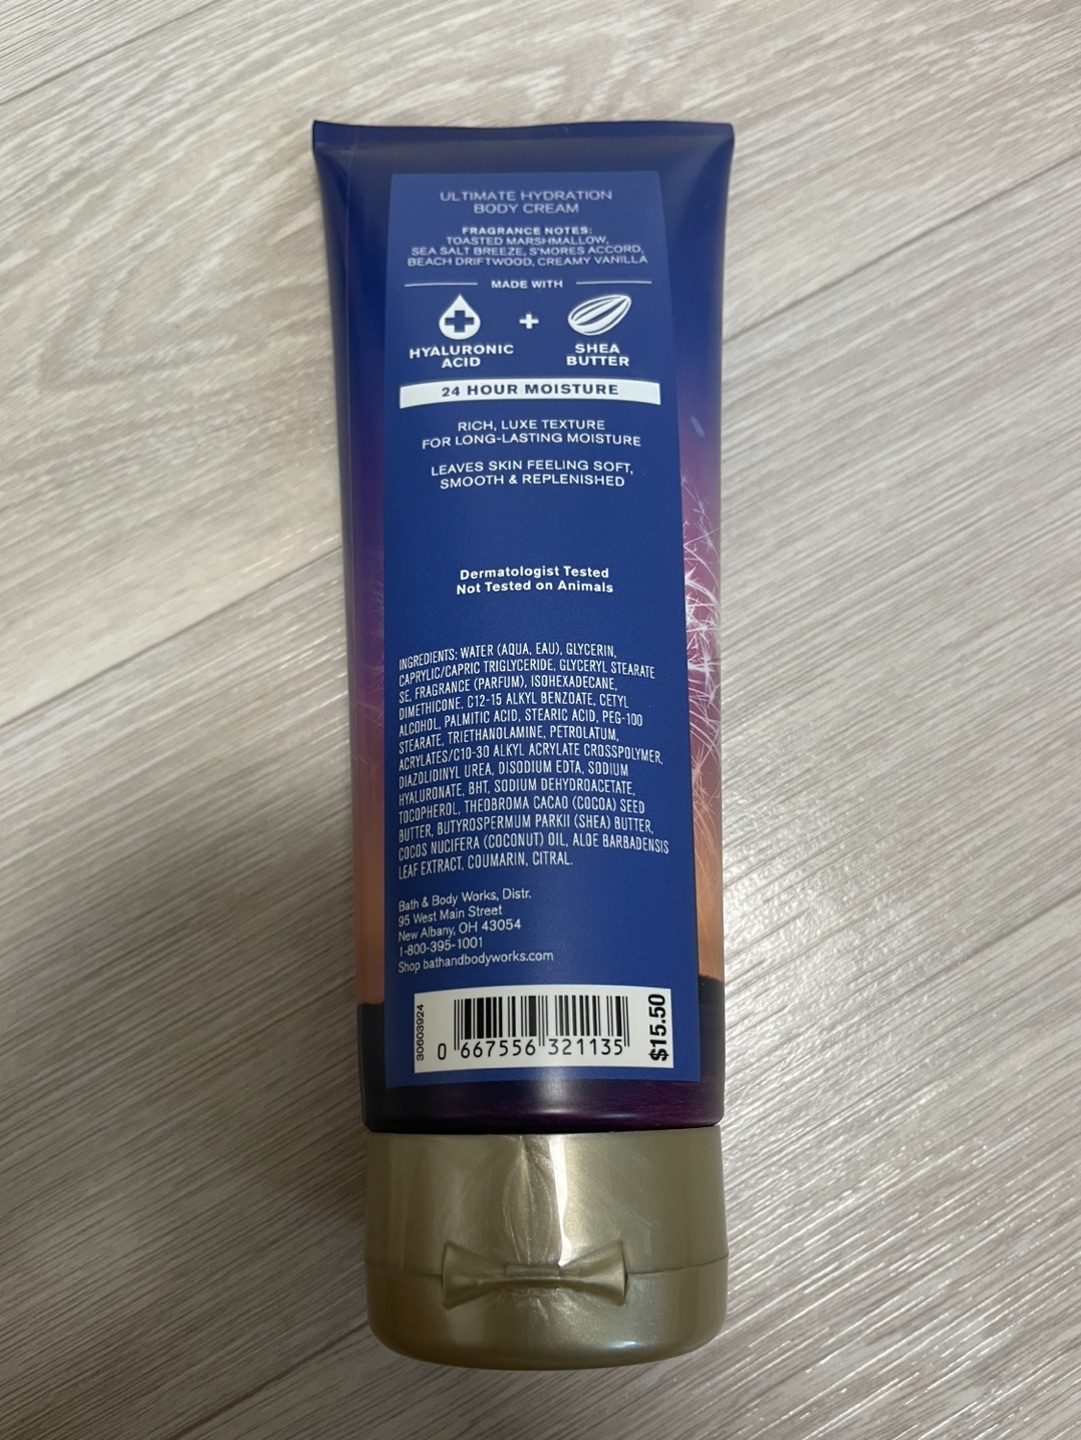 ULTIMATE HYDRATION
BODY CREAM
FRAGRANCE NOTES:
TOASTED MARSHMALLOW,
SEA SALT BREEZE, S'MORES ACCORD,
BEACH DRIFTWOOD, CREAMY VANILLA
MADE WITH
HYALURONIC
ACID
+
SHEA
BUTTER
24 HOUR MOISTURE
RICH, LUXE TEXTURE
FOR LONG-LASTING MOISTURE
LEAVES SKIN FEELING SOFT,
SMOOTH & REPLENISHED
Dermatologist Tested
Not Tested on Animals
INGREDIENTS: WATER (AQUA, EAU), GLYCERIN,
CAPRYLIC/CAPRIC TRIGLYCERIDE, GLYCERYL STEARATE
SE, FRAGRANCE (PARFUM), ISOHEXADECANE,
DIMETHICONE, C12-15 ALKYL BENZOATE, CETYL
ALCOHOL, PALMITIC ACID, STEARIC ACID, PEG-100
STEARATE, TRIETHANOLAMINE, PETROLATUM,
ACRYLATES/C10-30 ALKYL ACRYLATE CROSSPOLYMER,
DIAZOLIDINYL UREA, DISODIUM EDTA, SODIUM
HYALURONATE, BHT, SODIUM DEHYDROACETATE,
TOCOPHEROL, THEOBROMA CACAO (COCOA) SEED
BUTTER, BUTYROSPERMUM PARKII (SHEA) BUTTER,
COCOS NUCIFERA (COCONUT) OIL, ALOE BARBADENSIS
LEAF EXTRACT, COUMARIN, CITRAL.
Bath & Body Works, Distr.
95 West Main Street
New Albany, OH 43054
1-800-395-1001
Shop bathandbodyworks.com
30603924
0 667556 321135
$15.50